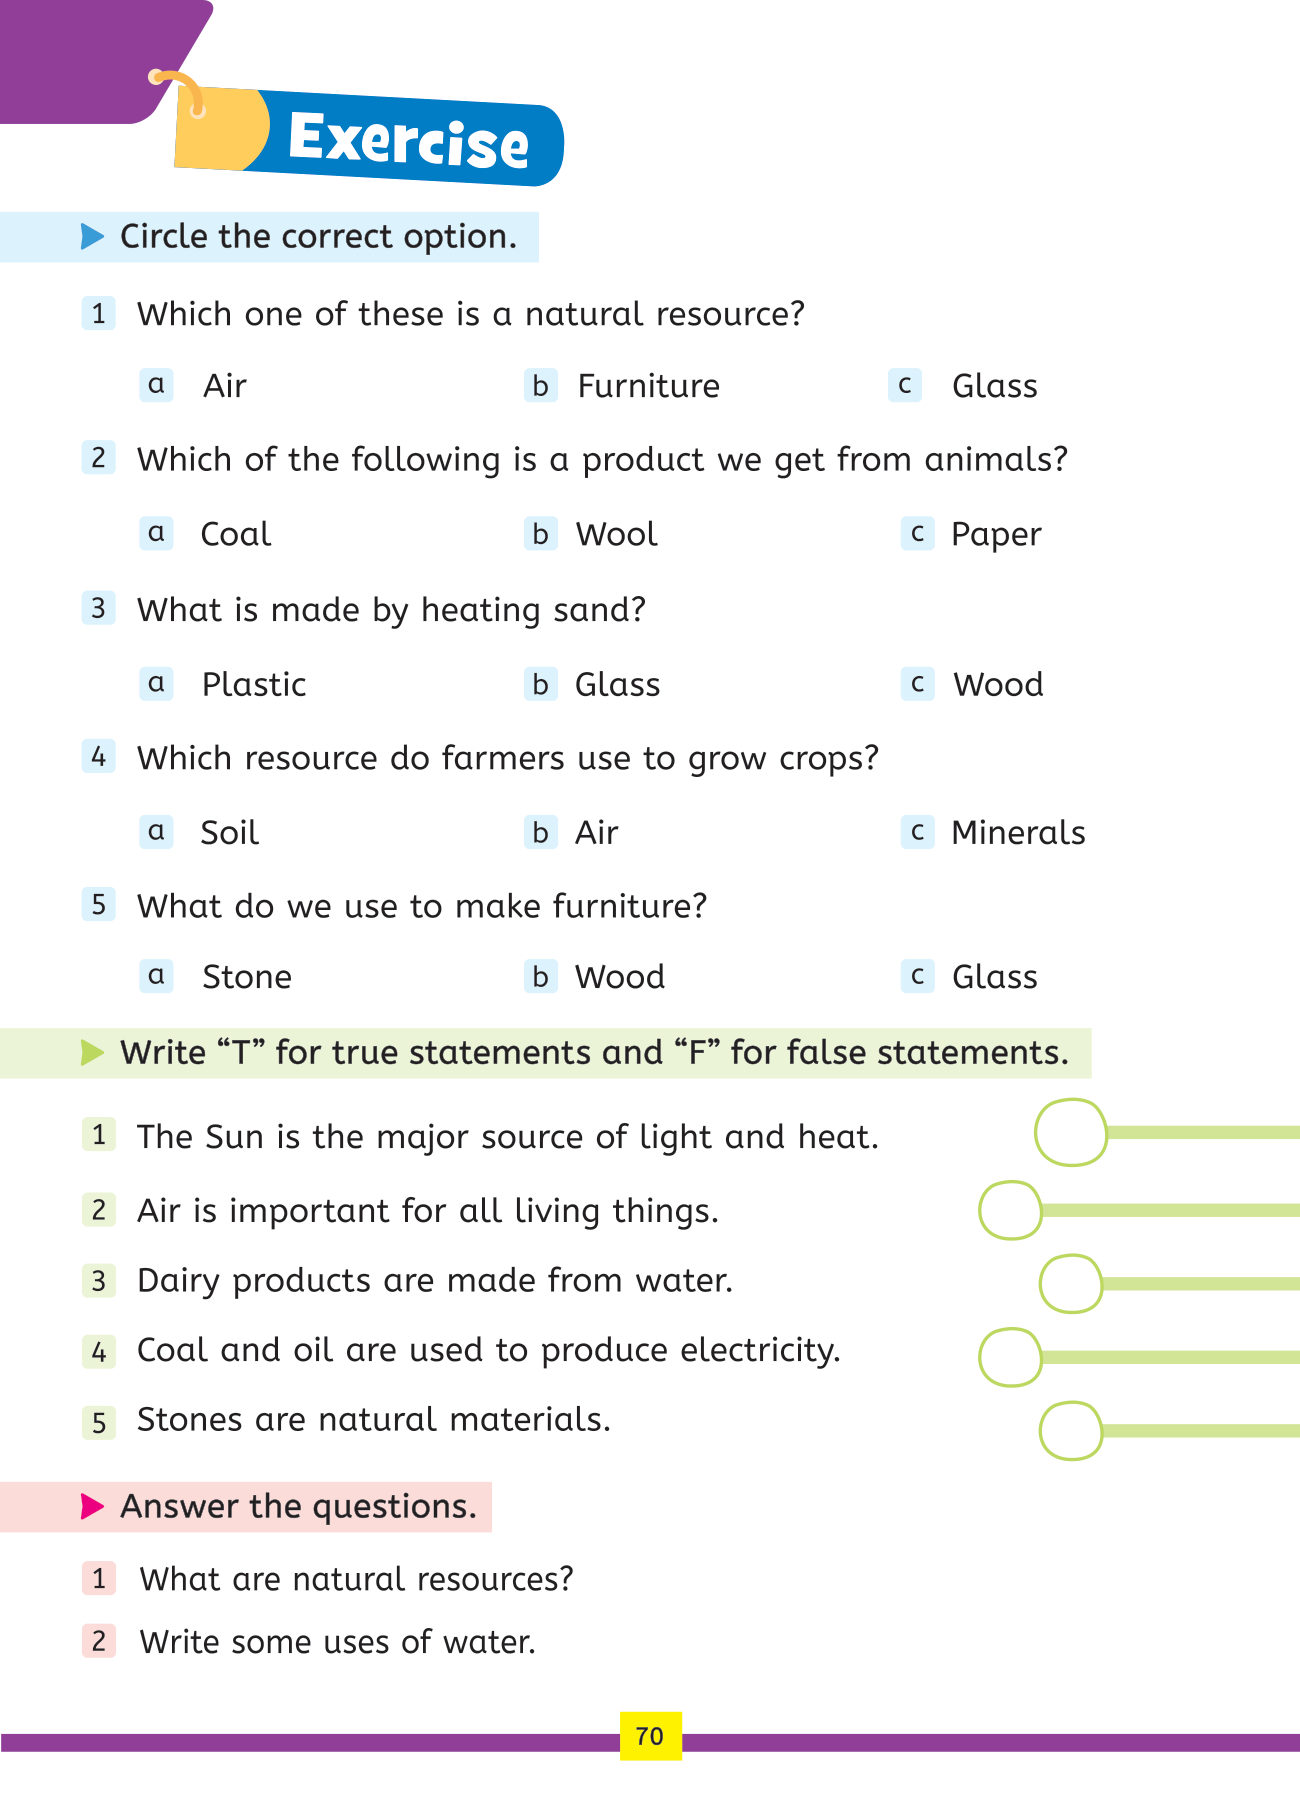 Exercise
Circle the correct option.
1 Which one of these is a natural resource?
a Air b Furniture c Glass
2 Which of the following is a product we get from animals?
a Coal b Wool c Paper
3 What is made by heating sand?
a Plastic b Glass c Wood
4 Which resource do farmers use to grow crops?
a Soil b Air c Minerals
5 What do we use to make furniture?
a Stone b Wood c Glass
Write “T” for true statements and “F” for false statements.
1 The Sun is the major source of light and heat.
2 Air is important for all living things.
3 Dairy products are made from water.
4 Coal and oil are used to produce electricity.
5 Stones are natural materials.
Answer the questions.
1 What are natural resources?
2 Write some uses of water.
70